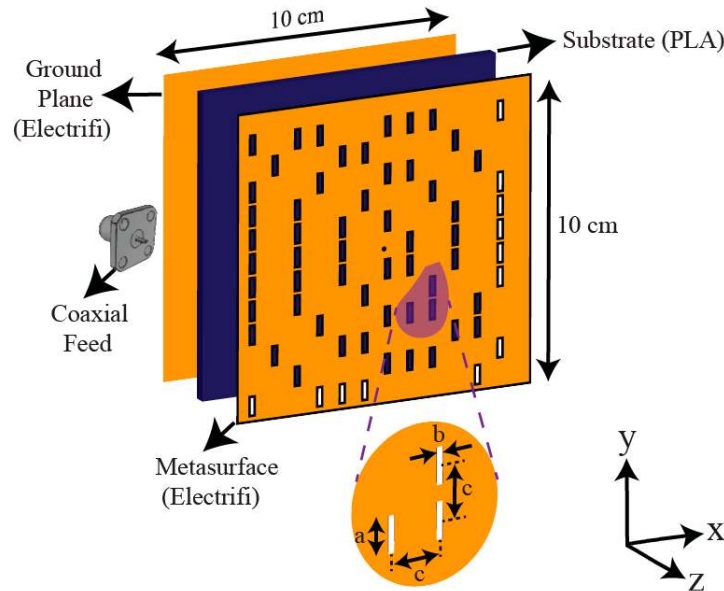 10 cm
Substrate (PLA)
Ground
Plane
(Electrifi)
10 cm
Coaxial
Feed
Metasurface
(Electrifi)
b
c
a
c
y
x
z